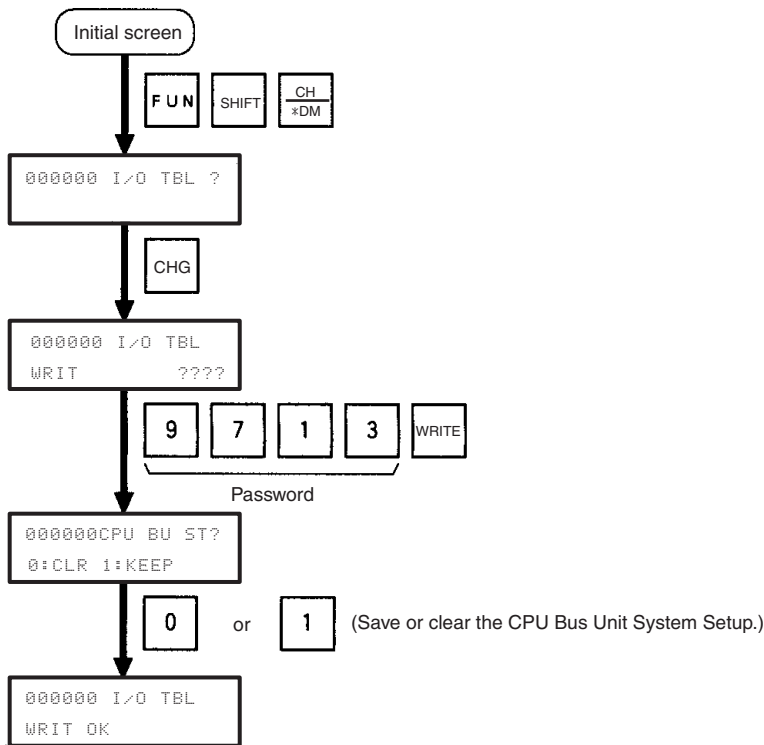 Initial screen
FUN SHIFT CH/*DM
000000 I/O TBL ?
CHG
000000 I/O TBL
WRIT ????
9 7 1 3 WRITE
Password
000000CPU BU ST?
0:CLR 1:KEEP
0 or 1 (Save or clear the CPU Bus Unit System Setup.)
000000 I/O TBL
WRIT OK